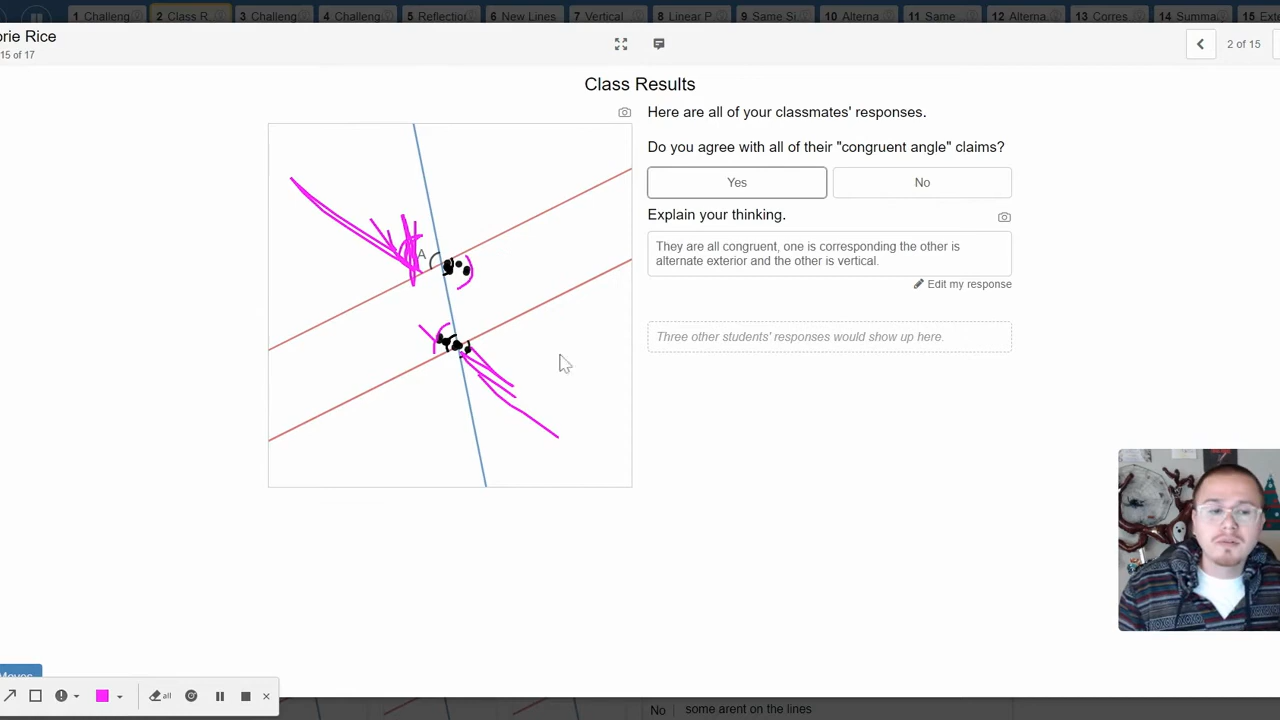 1 Challeng
2 Class R...
3 Challeng
4 Challeng
5 Reflectio
6 New Lines
7 Vertical
8 Linear P...
9 Same Si
10 Alterna
11 Same
12 Alterna
13 Corres
14 Summa
15 Ex
orie Rice
15 of 17
2 of 15
Class Results
Here are all of your classmates' responses.
Do you agree with all of their "congruent angle" claims?
Yes
No
Explain your thinking.
They are all congruent, one is corresponding the other is
alternate exterior and the other is vertical.
Edit my response
Three other students' responses would show up here.
A
Moves
all
No
some arent on the lines